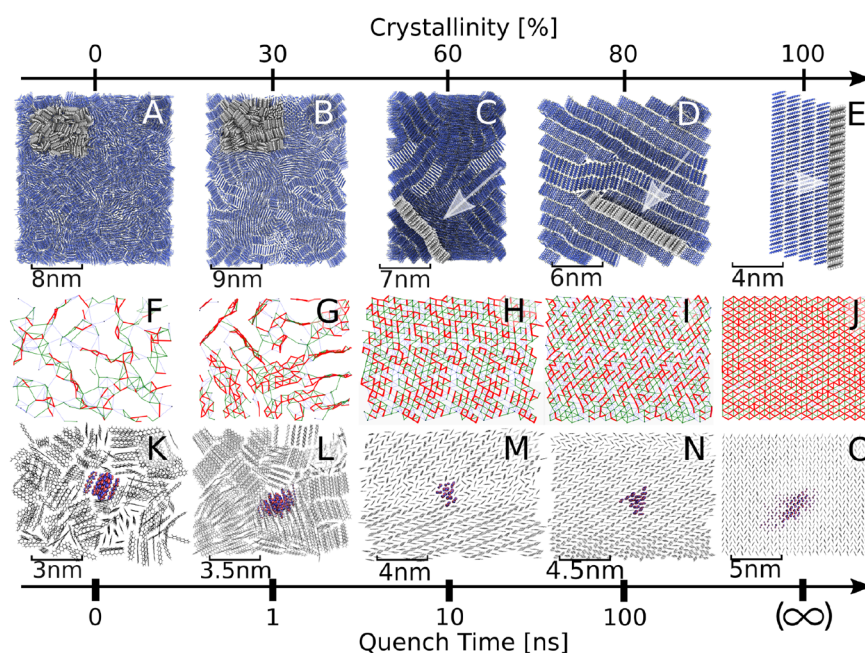 Crystallinity [%]
0 30 60 80 100
A B C D E
8nm 9nm 7nm 6nm 4nm
F G H I J
K L M N O
3nm 3.5nm 4nm 4.5nm 5nm
0 1 10 100 (∞)
Quench Time [ns]